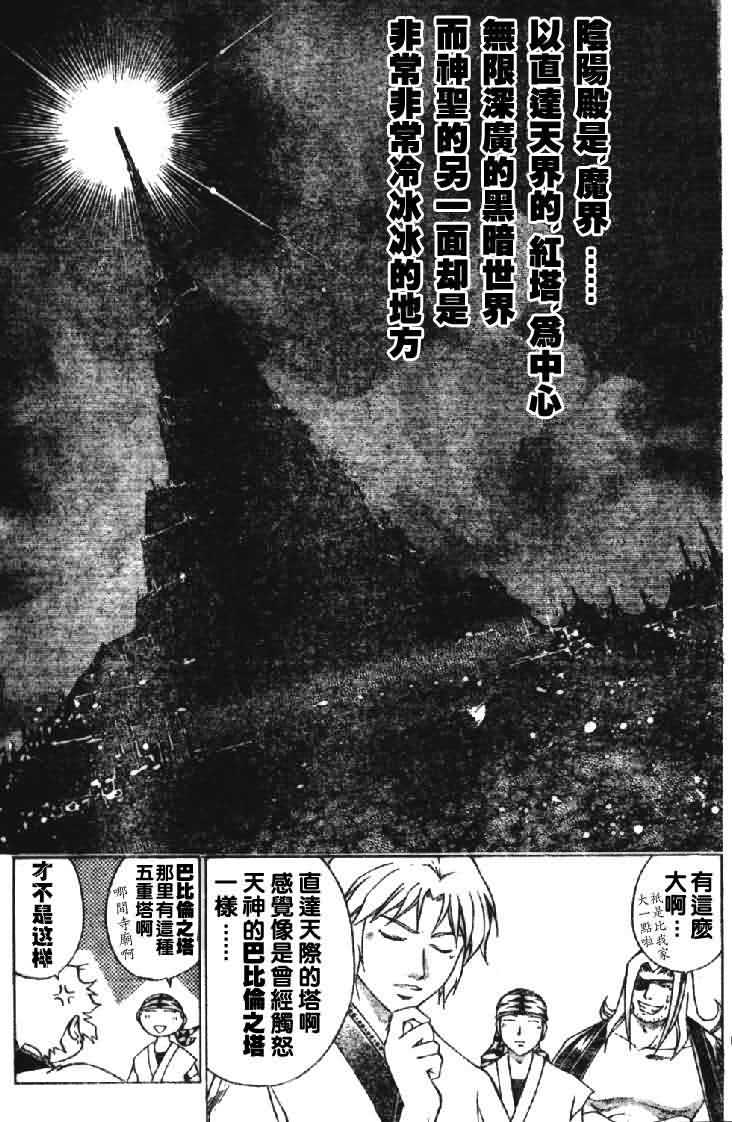 陰陽殿是,魔界……
以直達天界的,紅塔,為中心
無限深廣的黑暗世界
而神聖的另一面却是
非常非常冷冰冰的地方
有這麼
大啊…
祇是比我家
大一點啦
直達天際的塔啊
感覺像是曾經觸怒
天神的巴比倫之塔
一樣……
巴比倫之塔
那里有這種
五重塔啊
哪間寺廟啊
才不是这样